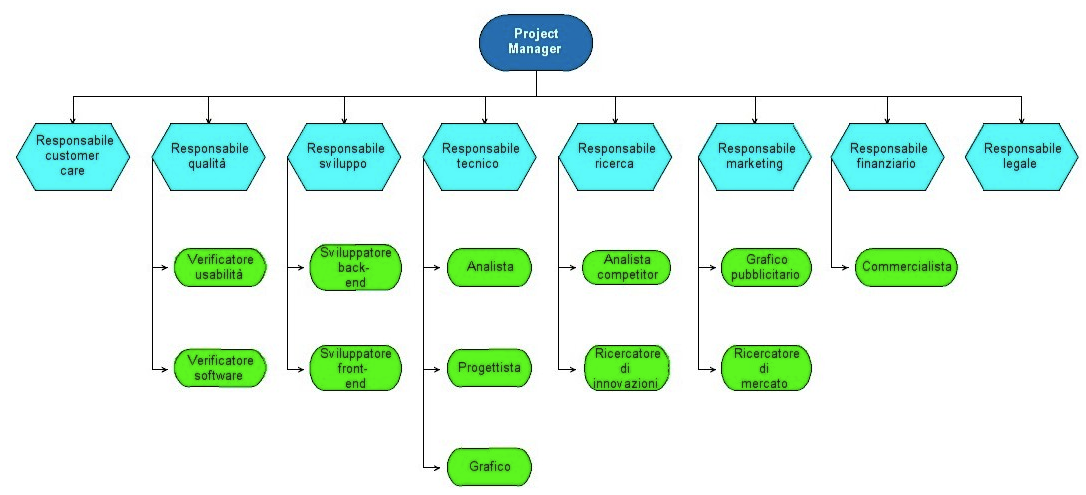 Project
Manager
Responsabile
customer
care
Responsabile
qualità
Responsabile
sviluppo
Responsabile
tecnico
Responsabile
ricerca
Responsabile
marketing
Responsabile
finanziario
Responsabile
legale
Verificatore
usabilità
Sviluppatore
back-
end
Analista
Analista
competitor
Grafico
pubblicitario
Commercialista
Verificatore
software
Sviluppatore
front-
end
Progettista
Ricercatore
di
innovazioni
Ricercatore
di
mercato
Grafico